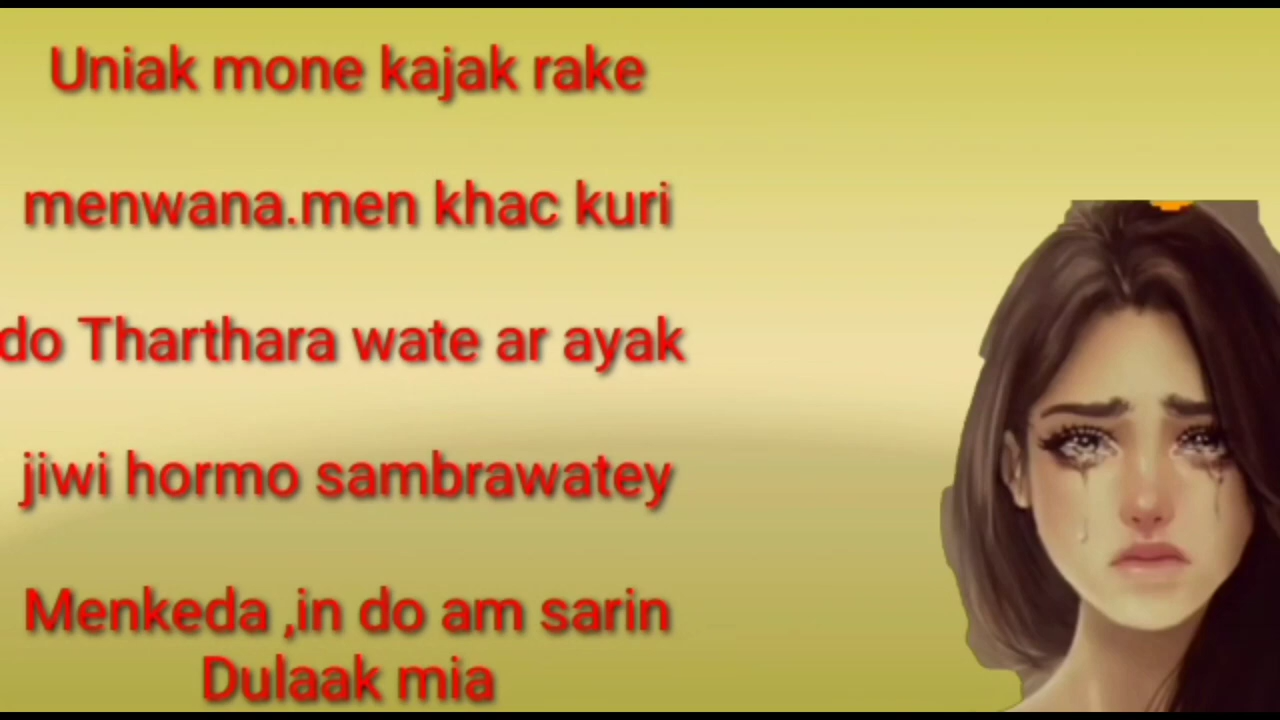 Uniak mone kajak rake
menwana.men khac kuri
do Tharthara wate ar ayak
jiwi hormo sambrawatey
Menkeda ,in do am sarin
Dulaak mia